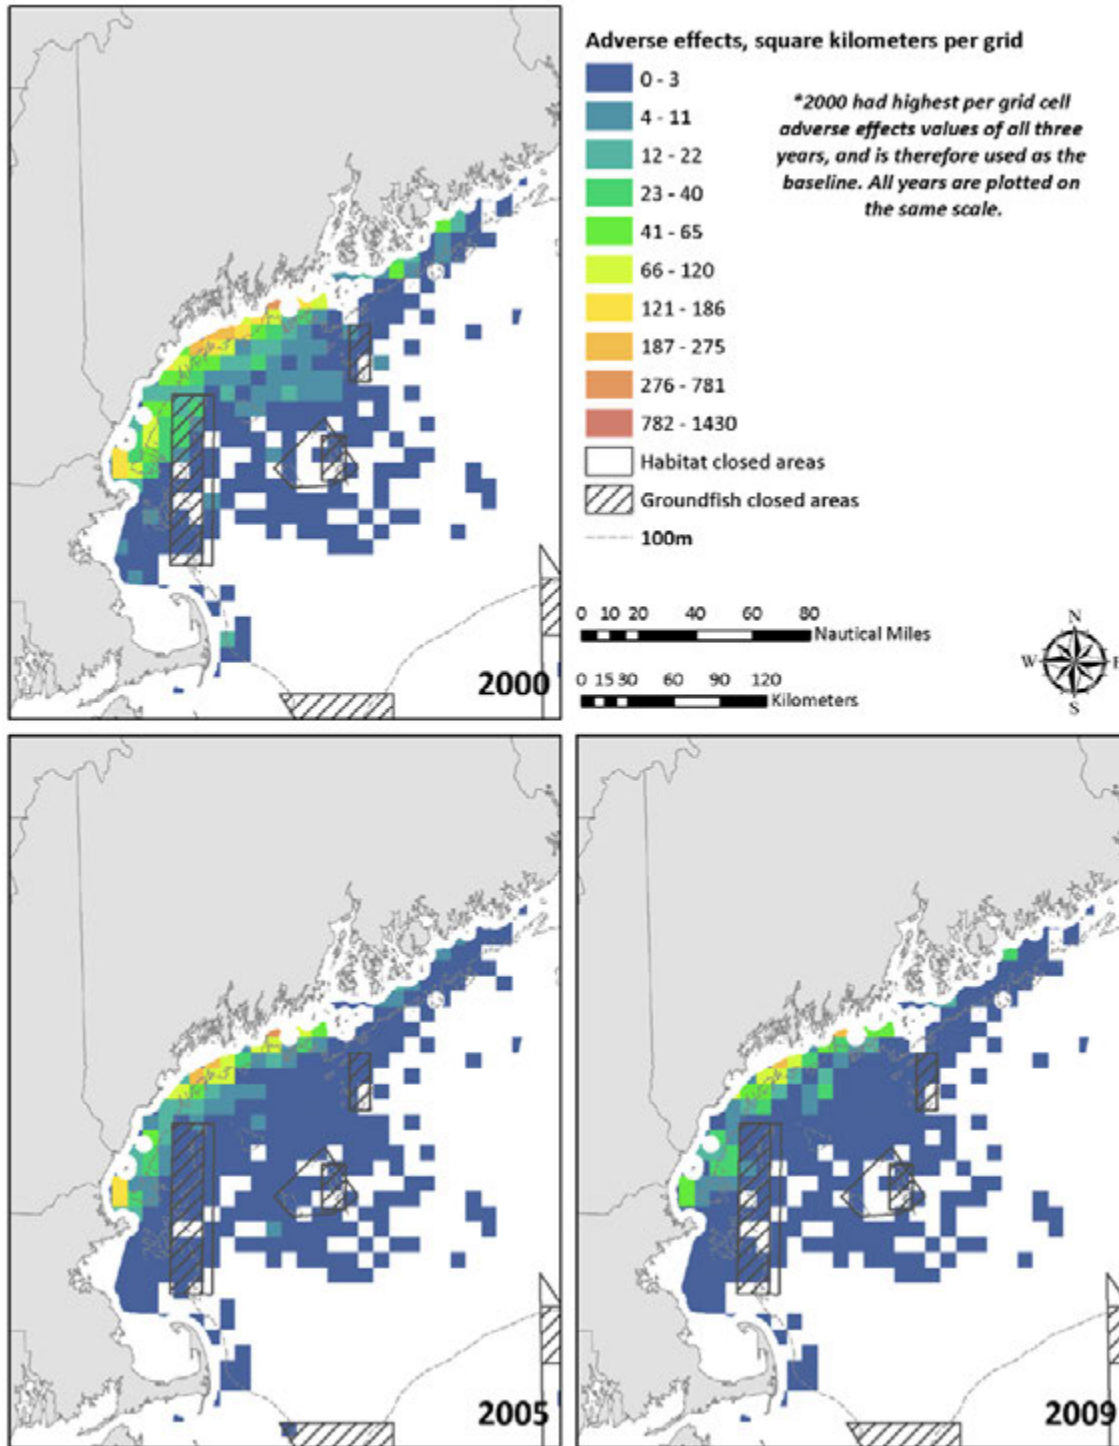 Adverse effects, square kilometers per grid
0 - 3
4 - 11
12 - 22
23 - 40
41 - 65
66 - 120
121 - 186
187 - 275
276 - 781
782 - 1430
Habitat closed areas
Groundfish closed areas
100m
*2000 had highest per grid cell
adverse effects values of all three
years, and is therefore used as the
baseline. All years are plotted on
the same scale.
0 10 20 40 60 80
Nautical Miles
0 15 30 60 90 120
Kilometers
N
W E
S
2000
2005
2009